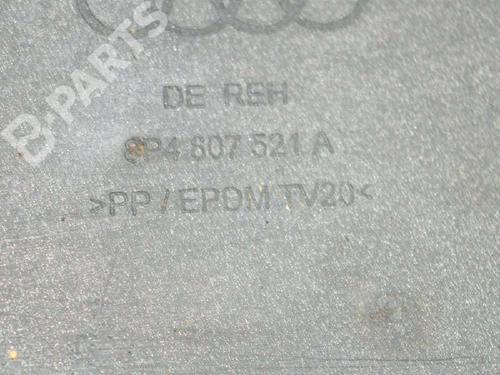 B-PARTS
DE REH
8P4 807 521 A
>PP / EPDM TV20<